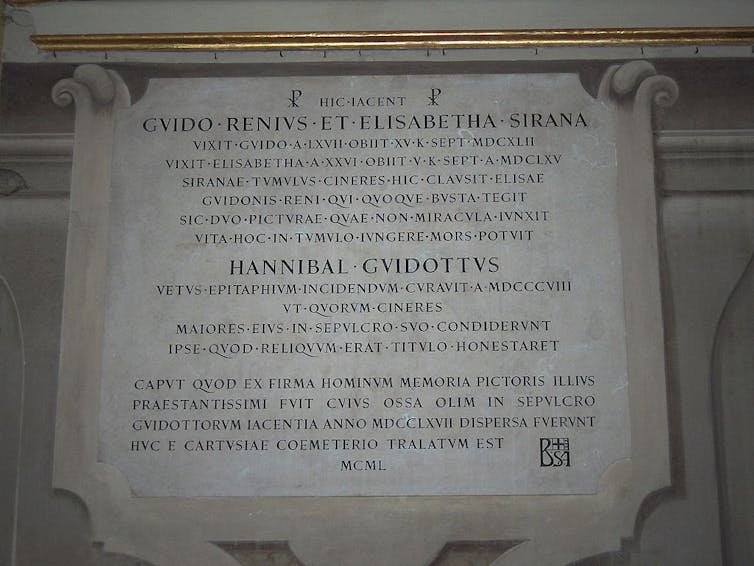 ☧ HIC·IACENT ☧
GVIDO·RENIVS·ET·ELISABETHA·SIRANA
VIXIT·GUIDO·A·LXVII·OBIIT·XV·K·SEPT·MDCXLII
VIXIT·ELISABETHA·A·XXVI·OBIIT·V·K·SEPT·A·MDCLXV
SIRANAE·TVMVLVS·CINERES·HIC·CLAVSIT·ELISAE
GVIDONIS·RENI·QVI·QVOQVE·BVSTA·TEGIT
SIC·DVO·PICTVRAE·QVAE·NON·MIRACVLA·IVNXIT
VITA·HOC·IN·TVMVLO·IVNGERE·MORS·POTVIT
HANNIBAL·GVIDOTTVS
VETVS·EPITAPHIVM·INCIDENDVM·CVRAVIT·A·MDCCCVIII
VT·QVORVM·CINERES
MAIORES·EIVS·IN·SEPVLCRO·SVO·CONDIDERVNT
IPSE·QVOD·RELIQVVM·ERAT·TITVLO·HONESTARET
CAPVT QVOD EX FIRMA HOMINVM MEMORIA PICTORIS ILLIVS
PRAESTANTISSIMI FVIT CVIVS OSSA OLIM IN SEPVLCRO
GVIDOTTORVM IACENTIA ANNO MDCCLXVII DISPERSA FVERVNT
HVC E CARTVSIAE COEMETERIO TRALATVM EST
MCML